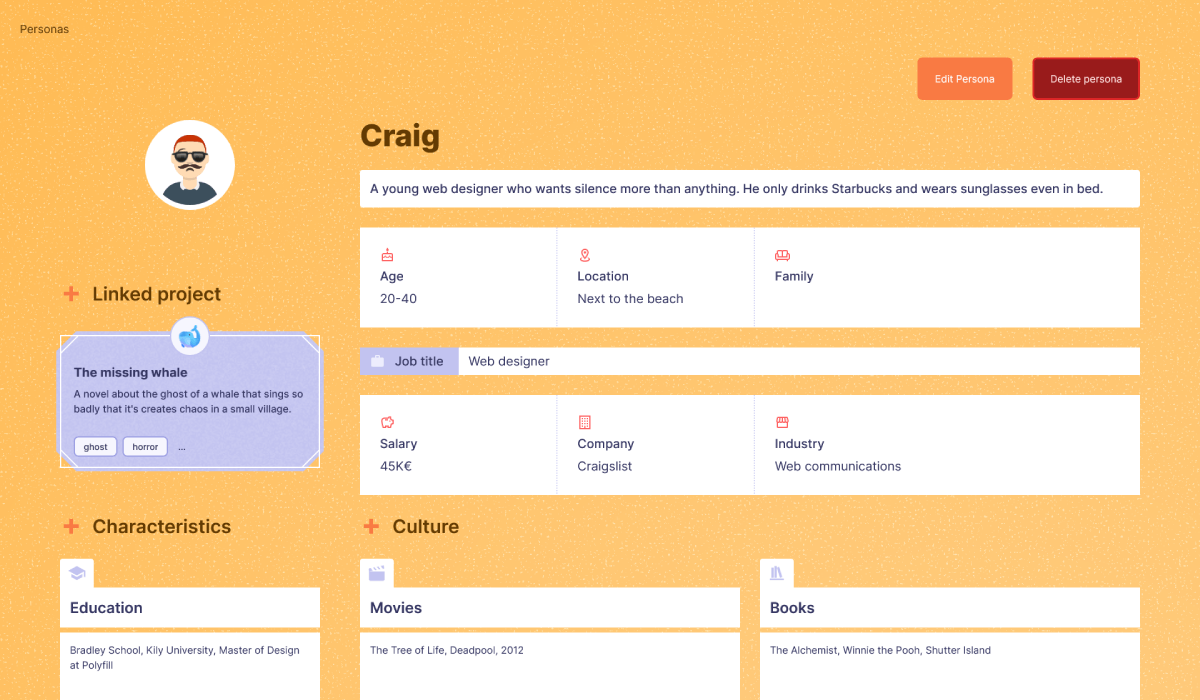 Personas
Edit Persona
Delete persona
Craig
A young web designer who wants silence more than anything. He only drinks Starbucks and wears sunglasses even in bed.
Age
20-40
Location
Next to the beach
Family
Linked project
The missing whale
A novel about the ghost of a whale that sings so
badly that it's creates chaos in a small village.
ghost
horror
...
Job title
Web designer
Salary
45K€
Company
Craigslist
Industry
Web communications
Characteristics
Education
Bradley School, Kily University, Master of Design
at Polyfill
Culture
Movies
The Tree of Life, Deadpool, 2012
Books
The Alchemist, Winnie the Pooh, Shutter Island